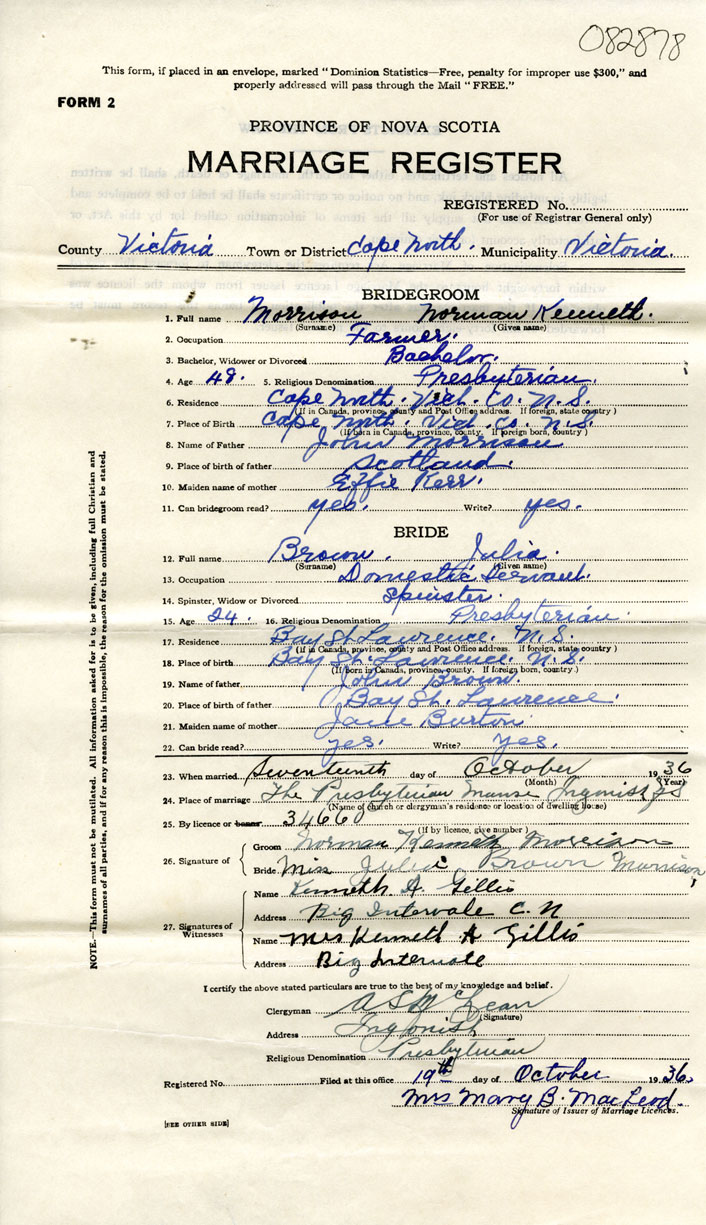 082878
This form, if placed in an envelope, marked "Dominion Statistics—Free, penalty for improper use $300," and
properly addressed will pass through the Mail "FREE."
FORM 2
PROVINCE OF NOVA SCOTIA
MARRIAGE REGISTER
REGISTERED No.
(For use of Registrar General only)
County Victoria Town or District Cape North. Municipality Victoria.
BRIDEGROOM
1. Full name Morrison Norman Kenneth.
(Surname) (Given name)
2. Occupation Farmer.
3. Bachelor, Widower or Divorced Bachelor.
4. Age 48. 5. Religious Denomination Presbyterian.
6. Residence Cape North. Vict. Co. N.S.
(If in Canada, province, county and Post Office address. If foreign, state country)
7. Place of Birth Cape North. Vict. Co. N.S.
(If born in Canada, province, county. If foreign born, country)
8. Name of Father John Morrison
9. Place of birth of father Scotland.
10. Maiden name of mother Effie Kerr.
11. Can bridegroom read? yes. Write? yes.
BRIDE
12. Full name Brown. Julia.
(Surname) (Given name)
13. Occupation Domestic Servant.
14. Spinster, Widow or Divorced Spinster.
15. Age 24. 16. Religious Denomination Presbyterian.
17. Residence Bay St. Lawrence. N.S.
(If in Canada, province, county and Post Office address. If foreign, state country)
18. Place of birth Bay St. Lawrence. N.S.
(If born in Canada, province, county. If foreign born, country.)
19. Name of father John Brown.
20. Place of birth of father Bay St. Lawrence.
21. Maiden name of mother Jane Burton.
22. Can bride read? yes. Write? yes.
23. When married Seventeenth day of October 1936
(Month) (Year)
24. Place of marriage The Presbyterian Manse Ingonish NS
(Name of church or clergyman's residence or location of dwelling house)
25. By licence or banns 34660
(If by licence, give number)
26. Signature of
Groom Norman Kenneth Morrison
Bride Miss Julia Brown Morrison
27. Signatures of Witnesses
Name Kenneth A Gillis
Address Big Intervale C. N
Name Mrs Kenneth A Gillis
Address Big Intervale
I certify the above stated particulars are true to the best of my knowledge and belief.
Clergyman A S McLean
(Signature)
Address Ingonish
Religious Denomination Presbyterian
Registered No. Filed at this office 19th day of October 1936.
Mrs Mary B. MacLeod.
Signature of Issuer of Marriage Licences.
[SEE OTHER SIDE]
NOTE.—This form must not be mutilated. All information asked for is to be given, including full Christian and
surnames of all parties, and if for any reason this is impossible, the reason for the omission must be stated.